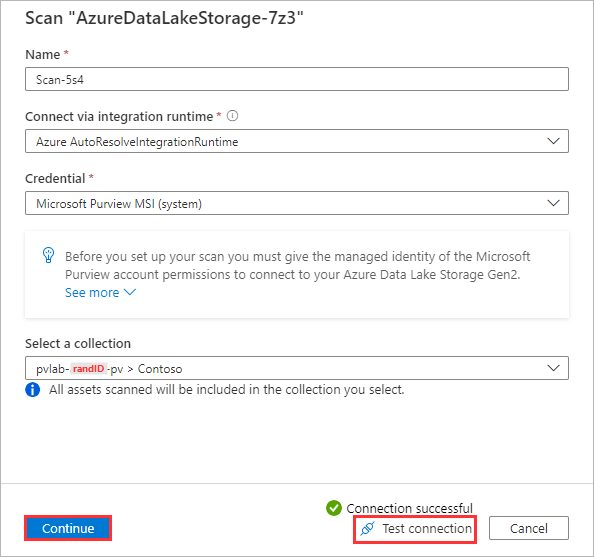 Scan "AzureDataLakeStorage-7z3"
Name *
Scan-5s4
Connect via integration runtime *
Azure AutoResolveIntegrationRuntime
Credential *
Microsoft Purview MSI (system)
Before you set up your scan you must give the managed identity of the Microsoft
Purview account permissions to connect to your Azure Data Lake Storage Gen2.
See more
Select a collection
pvlab-randID-pv > Contoso
All assets scanned will be included in the collection you select.
Connection successful
Continue
Test connection
Cancel